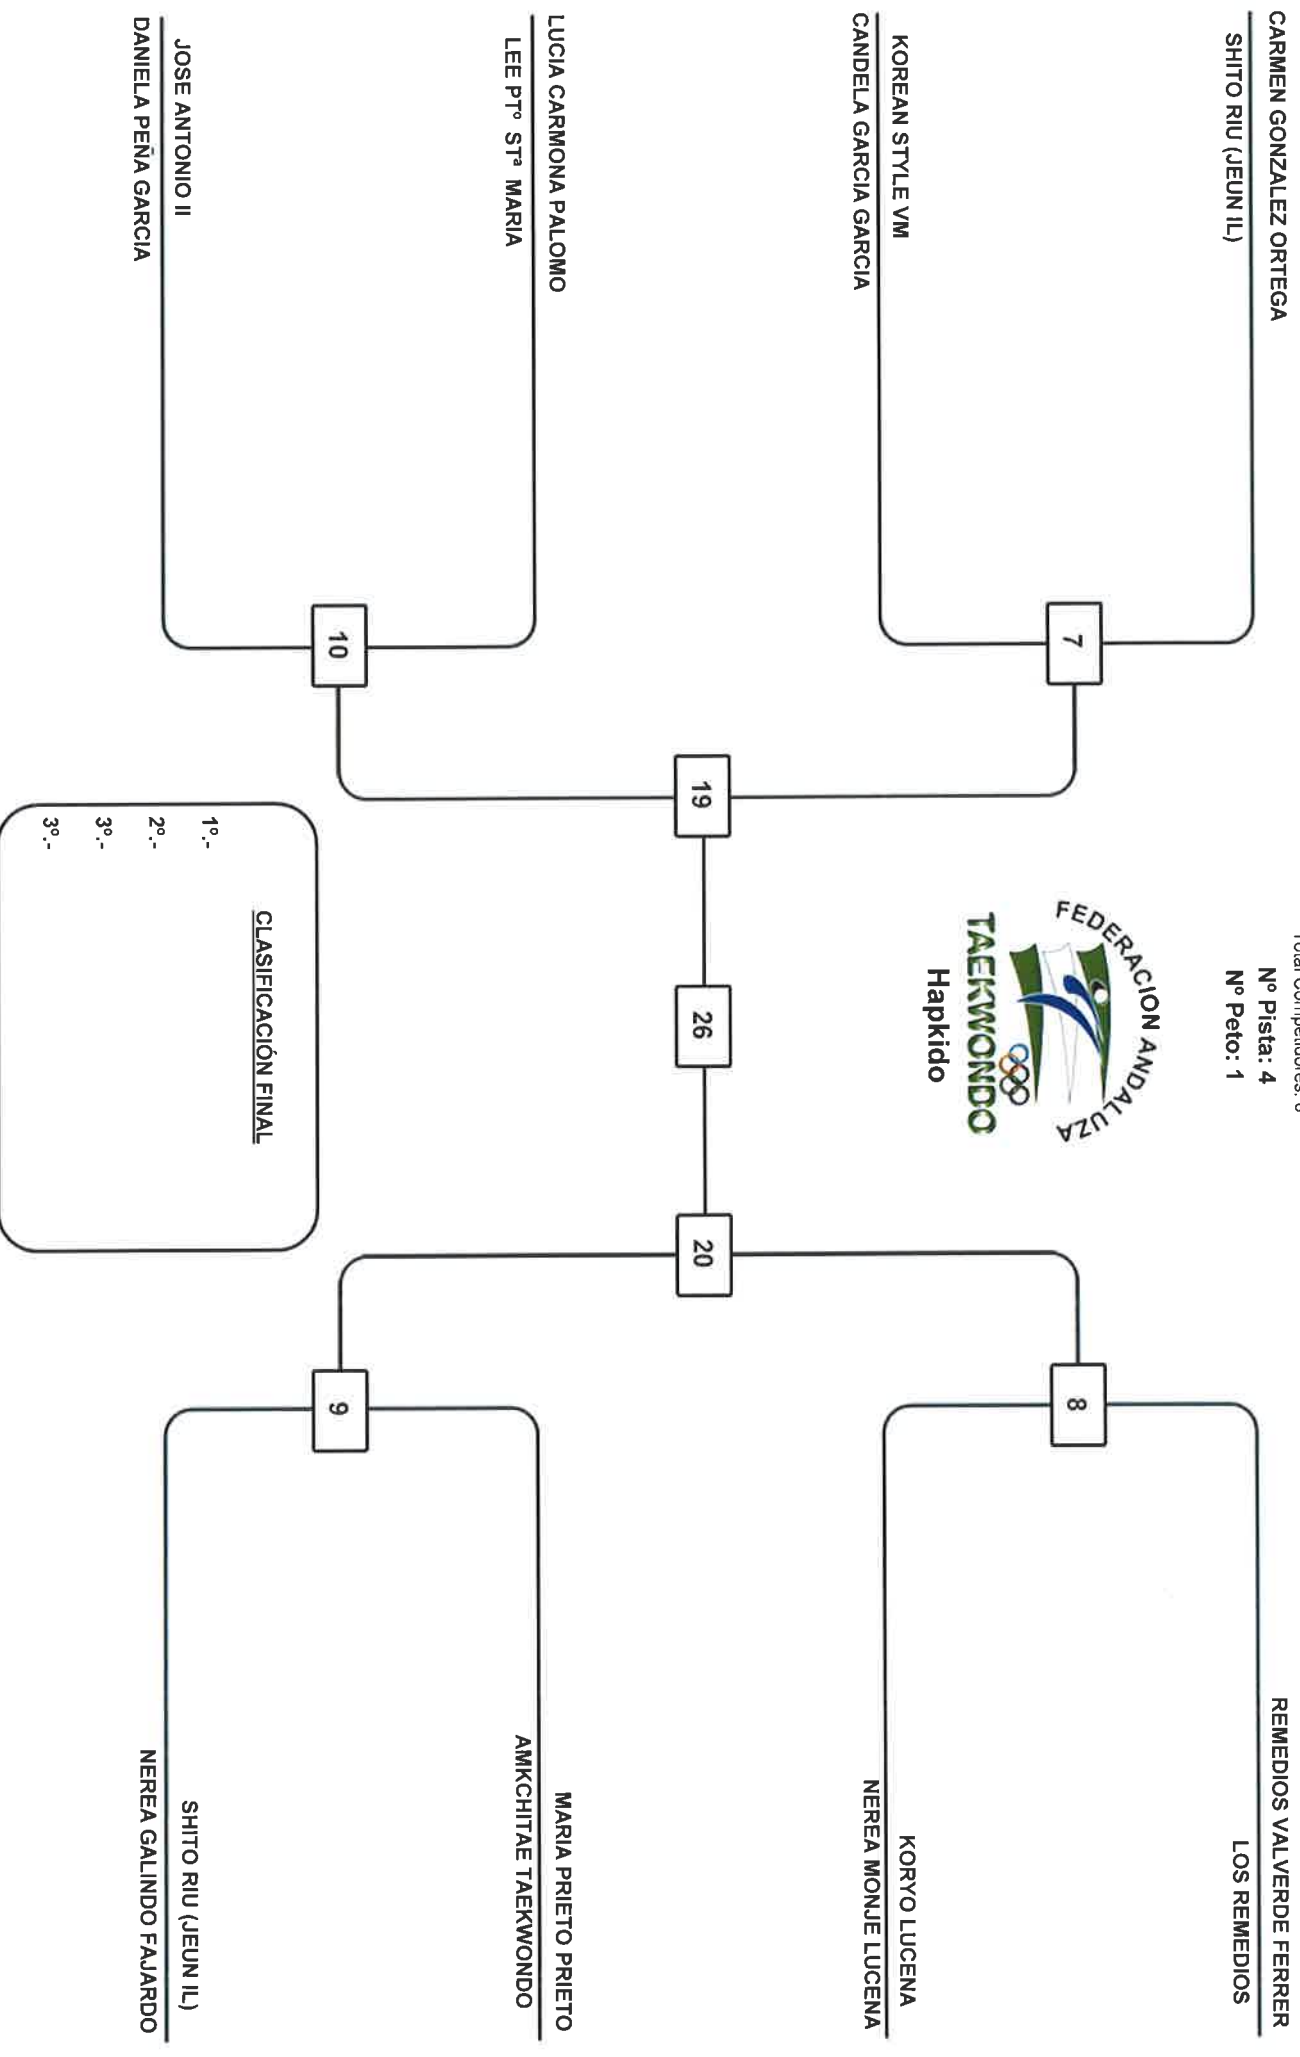 Nº Pista: 4
Nº Peto: 1
FEDERACION ANDALUZA
TAEKWONDO
Hapkido
CARMEN GONZALEZ ORTEGA
SHITO RIU (JEUN IL)
7
KOREAN STYLE VM
CANDELA GARCIA GARCIA
LUCIA CARMONA PALOMO
LEE PTº STª MARIA
10
JOSE ANTONIO II
DANIELA PEÑA GARCIA
19
26
20
REMEDIOS VALVERDE FERRER
LOS REMEDIOS
8
KORYO LUCENA
NEREA MONJE LUCENA
MARIA PRIETO PRIETO
AMKCHITAE TAEKWONDO
9
SHITO RIU (JEUN IL)
NEREA GALINDO FAJARDO
CLASIFICACIÓN FINAL
1º.-
2º.-
3º.-
3º.-